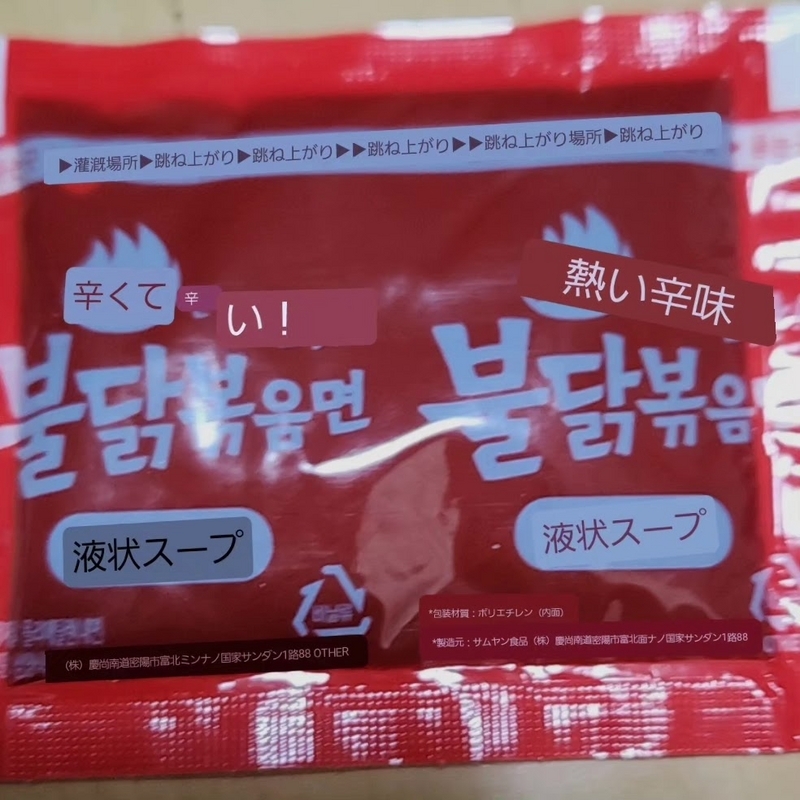 ▶灌漑場所▶跳ね上がり▶跳ね上がり▶▶跳ね上がり▶▶跳ね上がり場所▶跳ね上がり
辛くて 辛 い！
熱い辛味
불닭볶음면
불닭볶음
液状スープ
液状スープ
비닐류
*包装材質：ポリエチレン（内面）
（株）慶尚南道密陽市富北ミンナノ国家サンダン1路88 OTHER
*製造元：サムヤン食品（株）慶尚南道密陽市富北面ナノ国家サンダン1路88